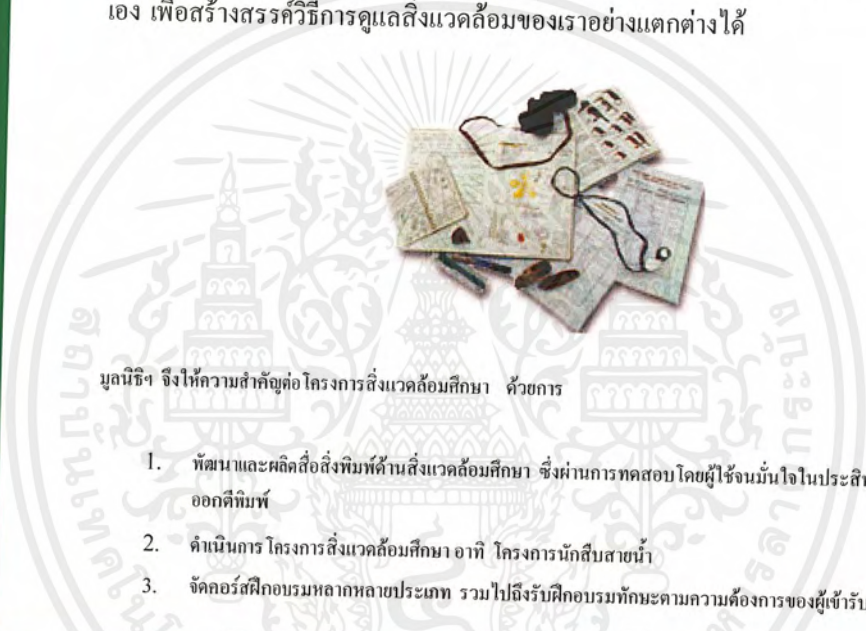 เอง เพื่อสร้างสรรค์วิธีการดูแลสิ่งแวดล้อมของเราอย่างแตกต่างได้
มูลนิธิฯ จึงให้ความสำคัญต่อโครงการสิ่งแวดล้อมศึกษา ด้วยการ
1. พัฒนาและผลิตสื่อสิ่งพิมพ์ด้านสิ่งแวดล้อมศึกษา ซึ่งผ่านการทดสอบโดยผู้ใช้จนมั่นใจในประสิ
ออกตีพิมพ์
2. ดำเนินการโครงการสิ่งแวดล้อมศึกษา อาทิ โครงการนักสืบสายน้ำ
3. จัดคอร์สฝึกอบรมหลากหลายประเภท รวมไปถึงรับฝึกอบรมทักษะตามความต้องการของผู้เข้ารับ